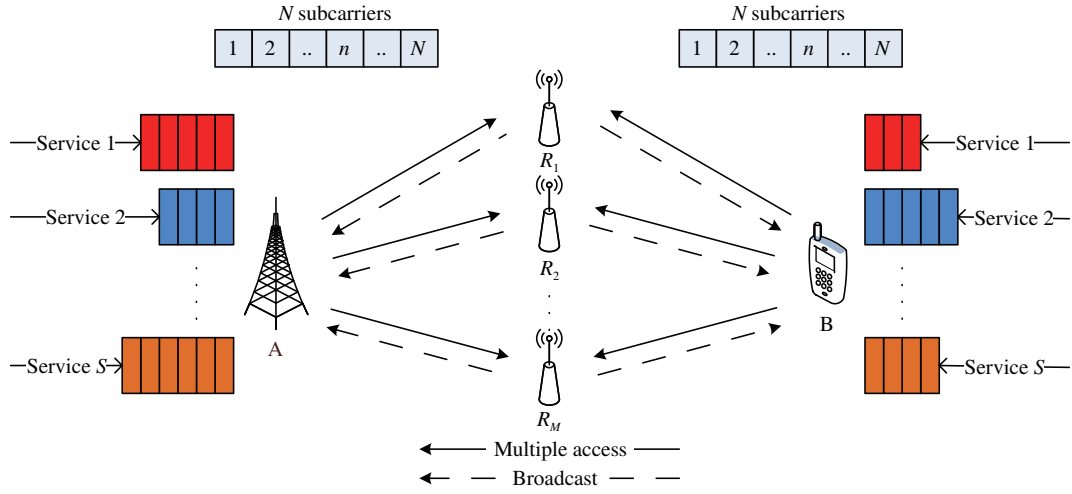 N subcarriers
N subcarriers
1 2 .. n .. N
1 2 .. n .. N
Service 1
Service 1
R1
Service 2
Service 2
R2
A
B
Service S
Service S
RM
Multiple access
Broadcast